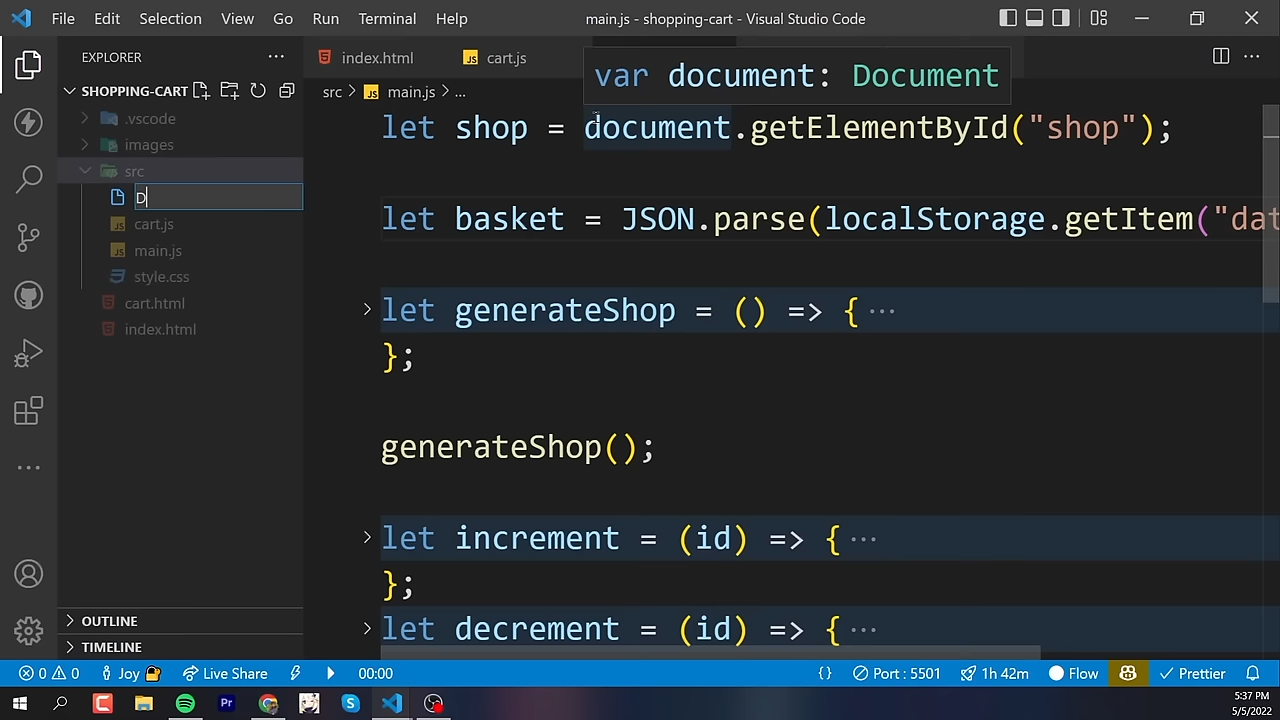 File Edit Selection View Go Run Terminal Help main.js - shopping-cart - Visual Studio Code
EXPLORER
index.html
cart.js
var document: Document
SHOPPING-CART
src > main.js > ...
.vscode
images
src
D
cart.js
main.js
style.css
cart.html
index.html
let shop = document.getElementById("shop");
let basket = JSON.parse(localStorage.getItem("dat
let generateShop = () => { ...
};
generateShop();
let increment = (id) => { ...
};
let decrement = (id) => { ...
OUTLINE
TIMELINE
0 0 Joy Live Share 00:00 {} Port : 5501 1h 42m Flow Prettier
5:37 PM
5/5/2022